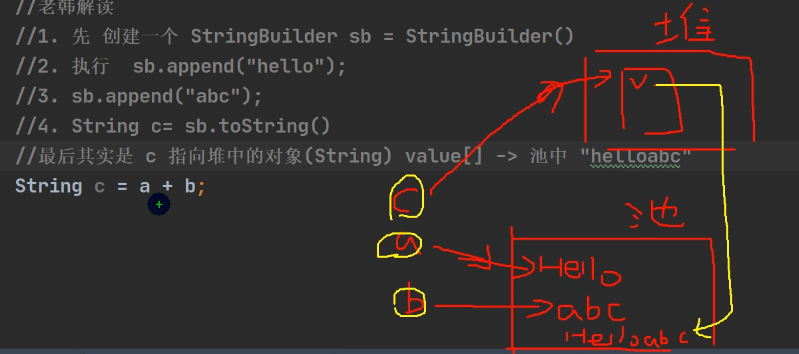 //老韩解读
//1. 先 创建一个 StringBuilder sb = StringBuilder()
//2. 执行  sb.append("hello");
//3. sb.append("abc");
//4. String c= sb.toString()
//最后其实是 c 指向堆中的对象(String) value[] -> 池中 "helloabc"
String c = a + b;
堆
V
c
池
a
Hello
b
abc
Helloabc